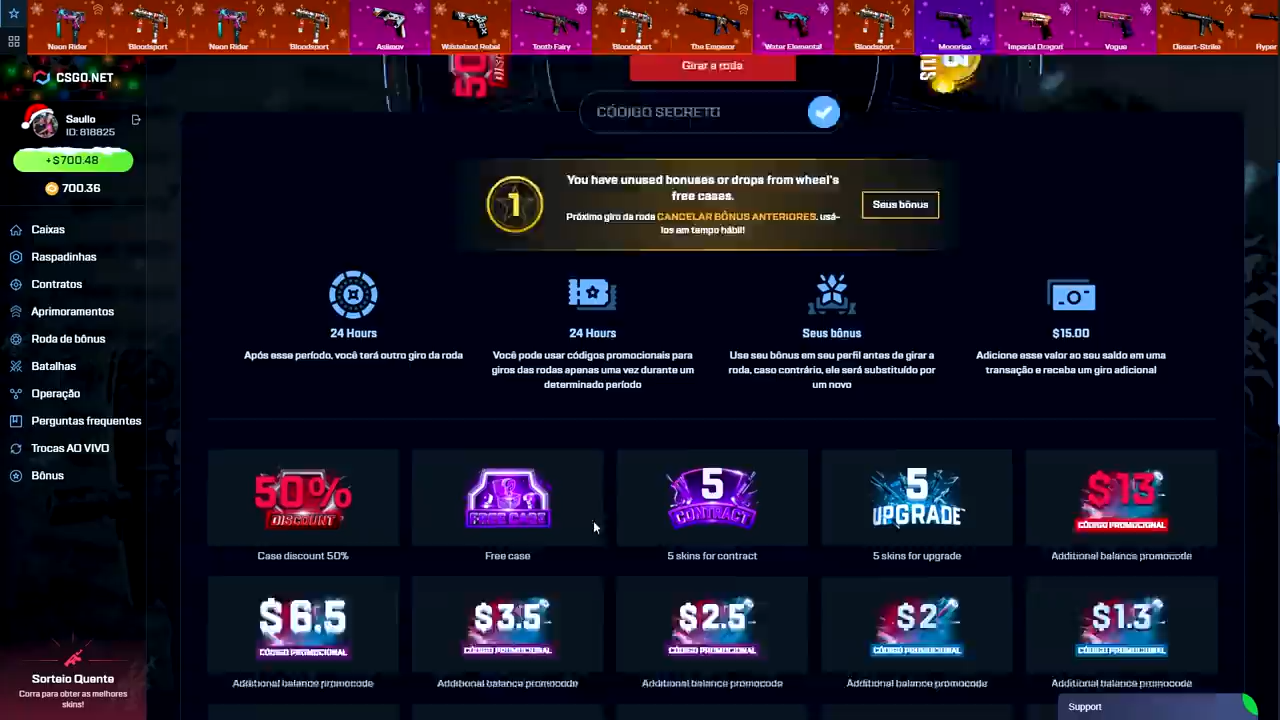 Neon Rider
Bloodsport
Neon Rider
Bloodsport
Asiimov
Wasteland Rebel
Tooth Fairy
Bloodsport
The Emperor
Water Elemental
Bloodsport
Moonrise
Imperial Dragon
Vogue
Desert-Strike
Hyper
CSGO.NET
Saullo
ID: 818825
+$700.48
700.36
Caixas
Raspadinhas
Contratos
Aprimoramentos
Roda de bônus
Batalhas
Operação
Perguntas frequentes
Trocas AO VIVO
Bônus
Sorteio Quente
Corra para obter as melhores
skins!
50%
Girar a roda
CÓDIGO SECRETO
1
You have unused bonuses or drops from wheel's
free cases.
Próximo giro da roda CANCELAR BÔNUS ANTERIORES. usá-
los am tempo hábil!
Seus bônus
24 Hours
Após esse período, você terá outro giro da roda
24 Hours
Você pode usar códigos promocionais para
giros das rodas apenas uma vez durante um
determinado período
Seus bônus
Use seu bônus em seu perfil antes de girar a
roda, caso contrário, ele será substituído por
um novo
$15.00
Adicione esse valor ao seu saldo em uma
transação e receba um giro adicional
50%
DISCOUNT
Case discount 50%
FREE CASE
Free case
5
CONTRACT
5 skins for contract
5
UPGRADE
5 skins for upgrade
$13
CÓDIGO PROMOCIONAL
Additional balance promocode
$6.5
CÓDIGO PROMOCIONAL
Additional balance promocode
$3.5
CÓDIGO PROMOCIONAL
Additional balance promocode
$2.5
CÓDIGO PROMOCIONAL
Additional balance promocode
$2
CÓDIGO PROMOCIONAL
Additional balance promocode
$1.3
CÓDIGO PROMOCIONAL
Additional balance promocode
Support